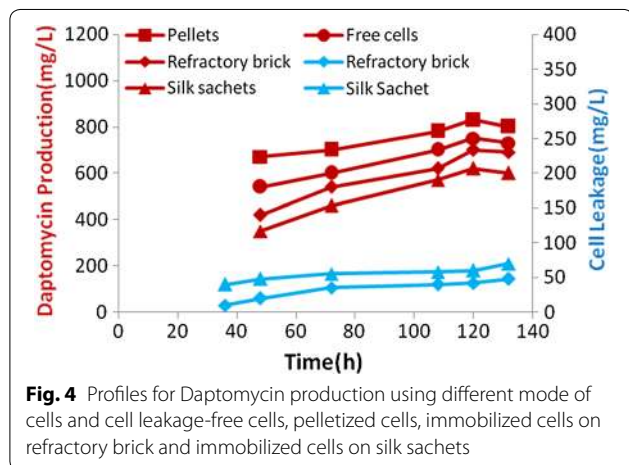 1200
1000
800
600
400
200
0
Daptomycin Production(mg/L)
Pellets
Free cells
Refractory brick
Refractory brick
Silk sachets
Silk Sachet
400
350
300
250
200
150
100
50
0
Cell Leakage(mg/L)
0 20 40 60 80 100 120 140
Time(h)
Fig. 4 Profiles for Daptomycin production using different mode of
cells and cell leakage-free cells, pelletized cells, immobilized cells on
refractory brick and immobilized cells on silk sachets